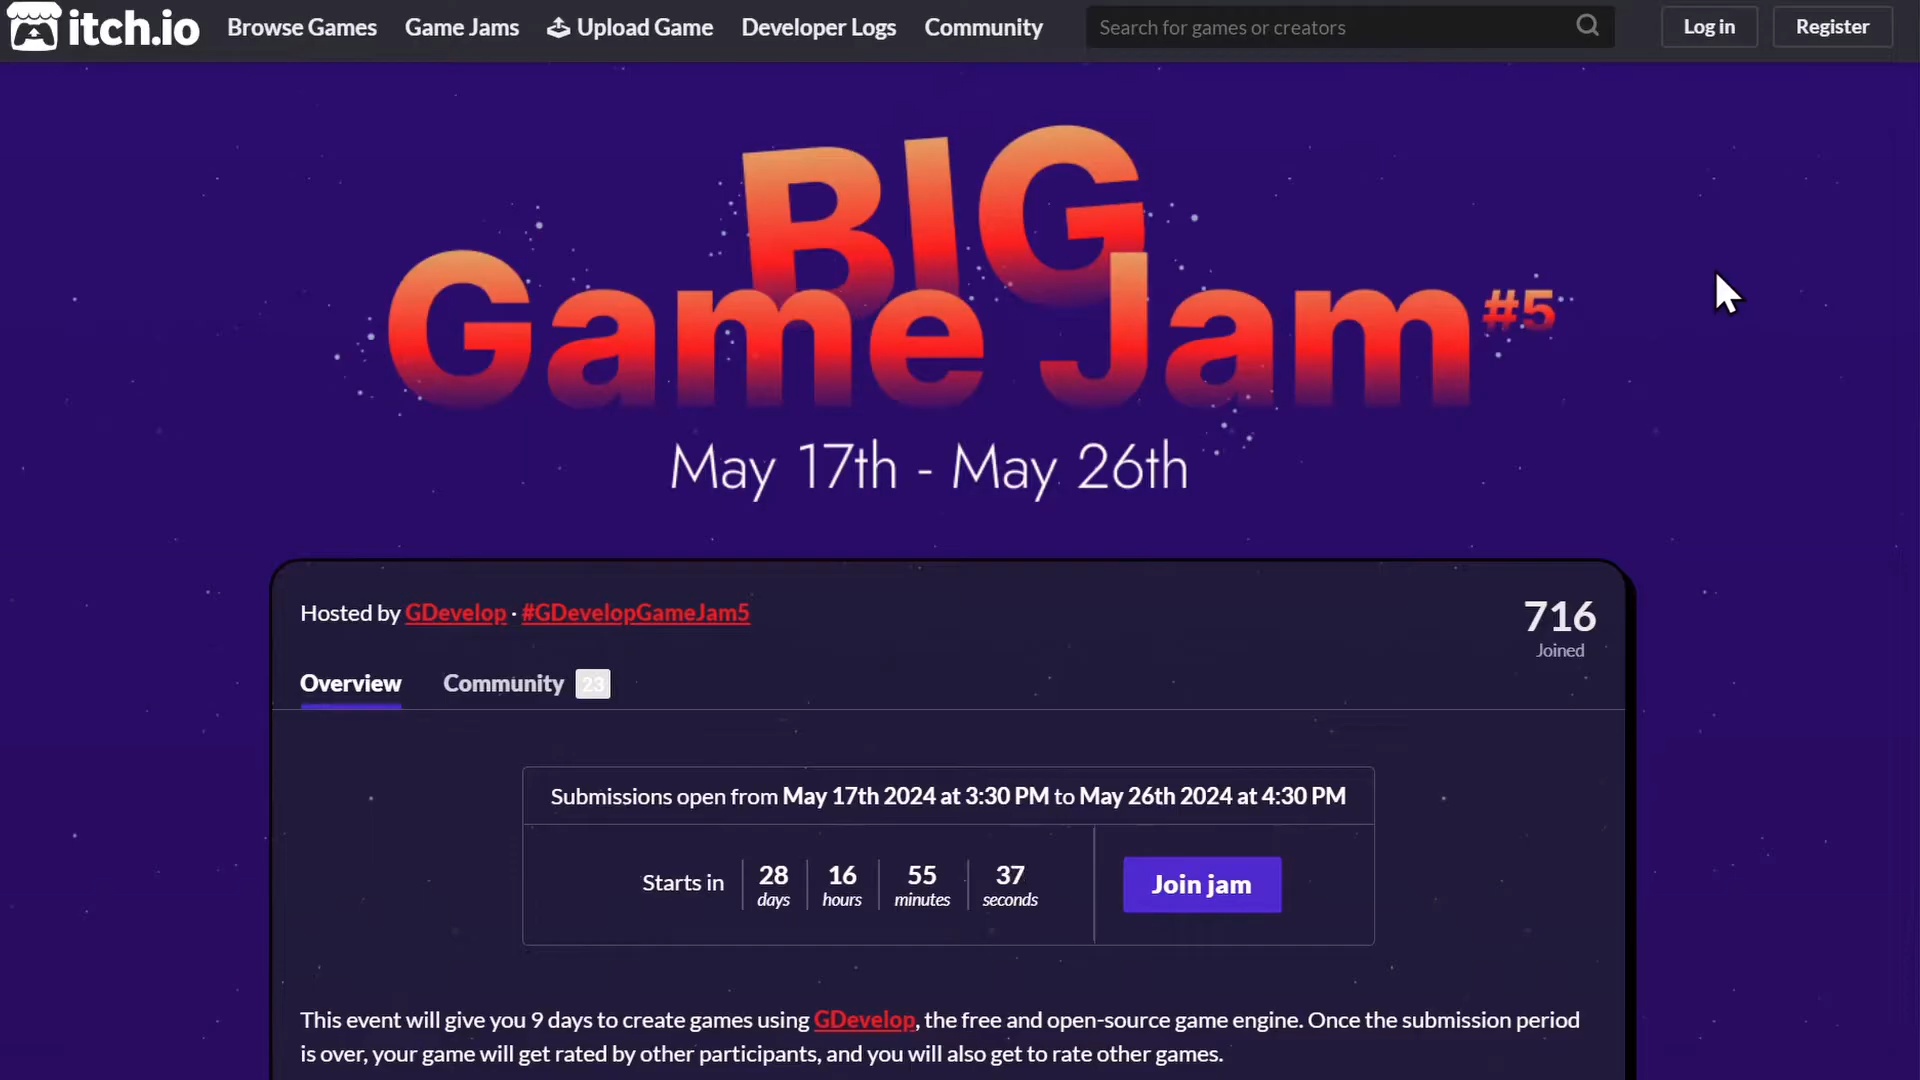 itch.io Browse Games Game Jams Upload Game Developer Logs Community Search for games or creators Log in Register
BIG
Game Jam #5
May 17th - May 26th
Hosted by GDevelop · #GDevelopGameJam5
716
Joined
Overview Community 23
Submissions open from May 17th 2024 at 3:30 PM to May 26th 2024 at 4:30 PM
Starts in 28 days 16 hours 55 minutes 37 seconds
Join jam
This event will give you 9 days to create games using GDevelop, the free and open-source game engine. Once the submission period
is over, your game will get rated by other participants, and you will also get to rate other games.